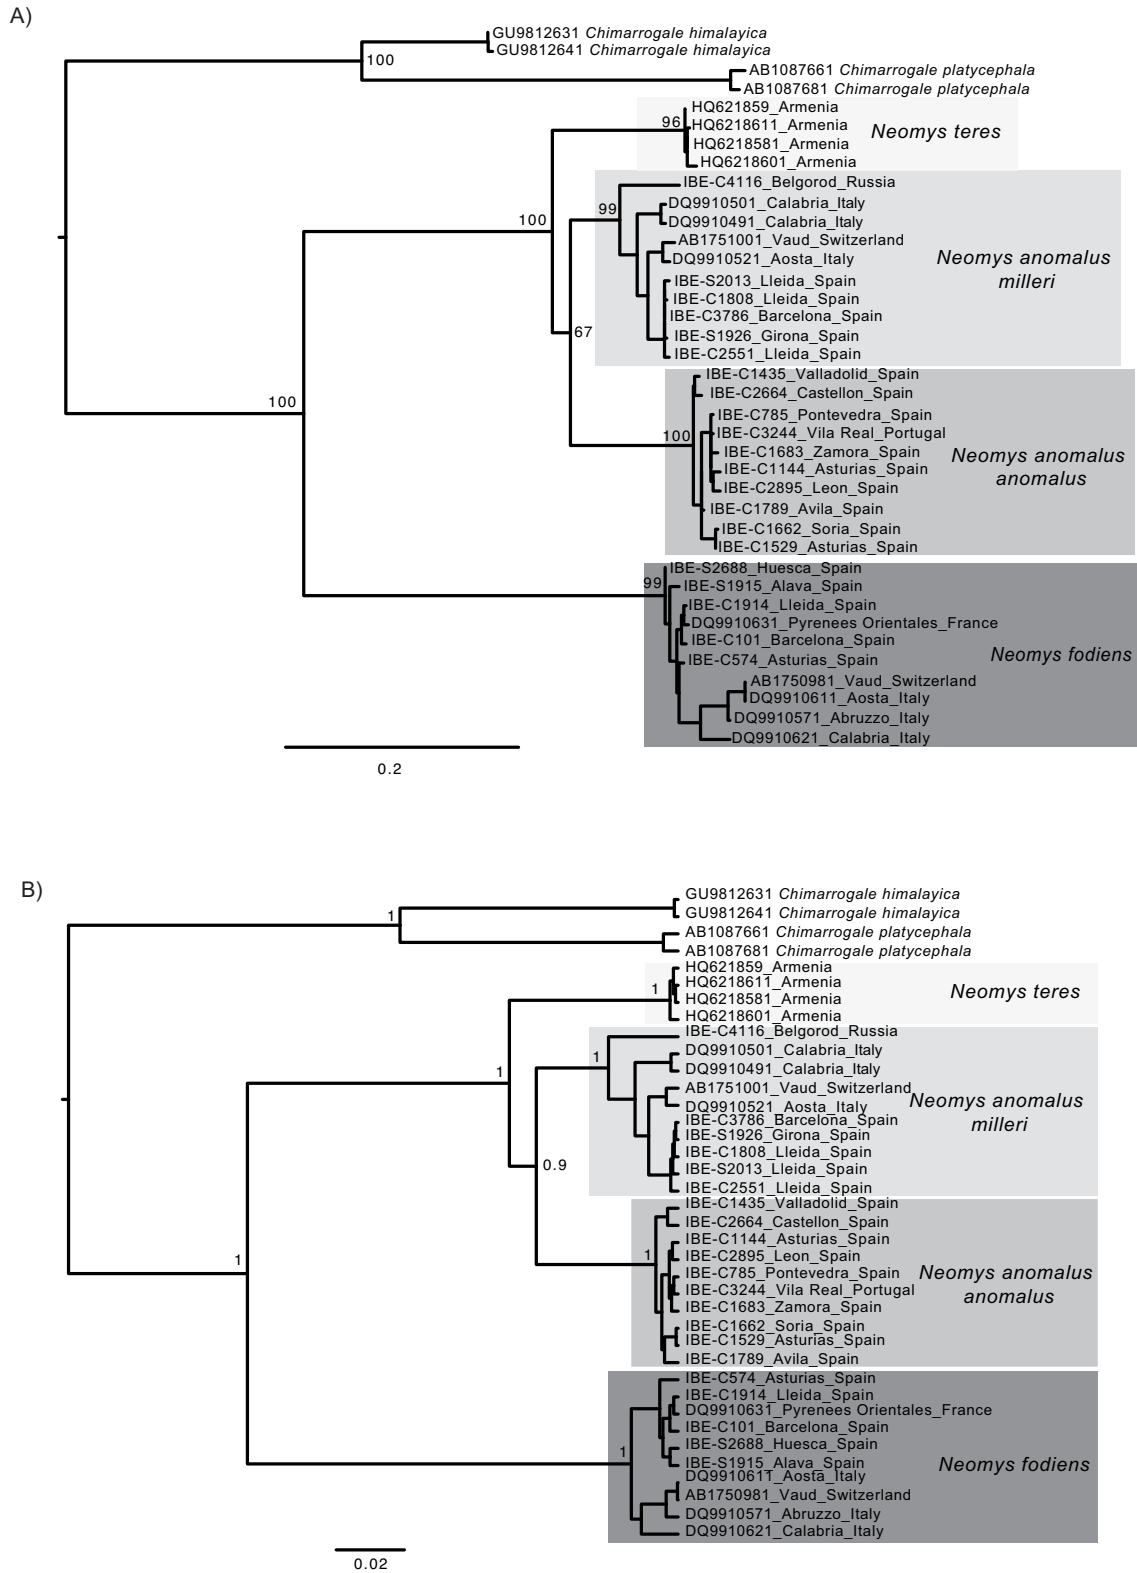 A)
GU9812631 Chimarrogale himalayica
GU9812641 Chimarrogale himalayica
100
AB1087661 Chimarrogale platycephala
AB1087681 Chimarrogale platycephala
HQ621859_Armenia
96
HQ6218611_Armenia
Neomys teres
HQ6218581_Armenia
HQ6218601_Armenia
IBE-C4116_Belgorod_Russia
99
DQ9910501_Calabria_Italy
100
DQ9910491_Calabria_Italy
AB1751001_Vaud_Switzerland
DQ9910521_Aosta_Italy
Neomys anomalus
milleri
IBE-S2013_Lleida_Spain
IBE-C1808_Lleida_Spain
IBE-C3786_Barcelona_Spain
67
IBE-S1926_Girona_Spain
IBE-C2551_Lleida_Spain
IBE-C1435_Valladolid_Spain
IBE-C2664_Castellon_Spain
100
IBE-C785_Pontevedra_Spain
100
IBE-C3244_Vila Real_Portugal
IBE-C1683_Zamora_Spain
Neomys anomalus
anomalus
IBE-C1144_Asturias_Spain
IBE-C2895_Leon_Spain
IBE-C1789_Avila_Spain
IBE-C1662_Soria_Spain
IBE-C1529_Asturias_Spain
IBE-S2688_Huesca_Spain
99
IBE-S1915_Alava_Spain
IBE-C1914_Lleida_Spain
DQ9910631_Pyrenees Orientales_France
IBE-C101_Barcelona_Spain
Neomys fodiens
IBE-C574_Asturias_Spain
AB1750981_Vaud_Switzerland
DQ9910611_Aosta_Italy
DQ9910571_Abruzzo_Italy
DQ9910621_Calabria_Italy
0.2
B)
GU9812631 Chimarrogale himalayica
1
GU9812641 Chimarrogale himalayica
AB1087661 Chimarrogale platycephala
AB1087681 Chimarrogale platycephala
HQ621859_Armenia
HQ6218611_Armenia
1
Neomys teres
HQ6218581_Armenia
HQ6218601_Armenia
IBE-C4116_Belgorod_Russia
1
DQ9910501_Calabria_Italy
1
DQ9910491_Calabria_Italy
AB1751001_Vaud_Switzerland
Neomys anomalus
milleri
DQ9910521_Aosta_Italy
IBE-C3786_Barcelona_Spain
IBE-S1926_Girona_Spain
IBE-C1808_Lleida_Spain
0.9
IBE-S2013_Lleida_Spain
IBE-C2551_Lleida_Spain
IBE-C1435_Valladolid_Spain
IBE-C2664_Castellon_Spain
IBE-C1144_Asturias_Spain
1
1
IBE-C2895_Leon_Spain
IBE-C785_Pontevedra_Spain
Neomys anomalus
anomalus
IBE-C3244_Vila Real_Portugal
IBE-C1683_Zamora_Spain
IBE-C1662_Soria_Spain
IBE-C1529_Asturias_Spain
IBE-C1789_Avila_Spain
IBE-C574_Asturias_Spain
IBE-C1914_Lleida_Spain
DQ9910631_Pyrenees Orientales_France
IBE-C101_Barcelona_Spain
1
IBE-S2688_Huesca_Spain
IBE-S1915_Alava_Spain
Neomys fodiens
DQ9910611_Aosta_Italy
AB1750981_Vaud_Switzerland
DQ9910571_Abruzzo_Italy
DQ9910621_Calabria_Italy
0.02